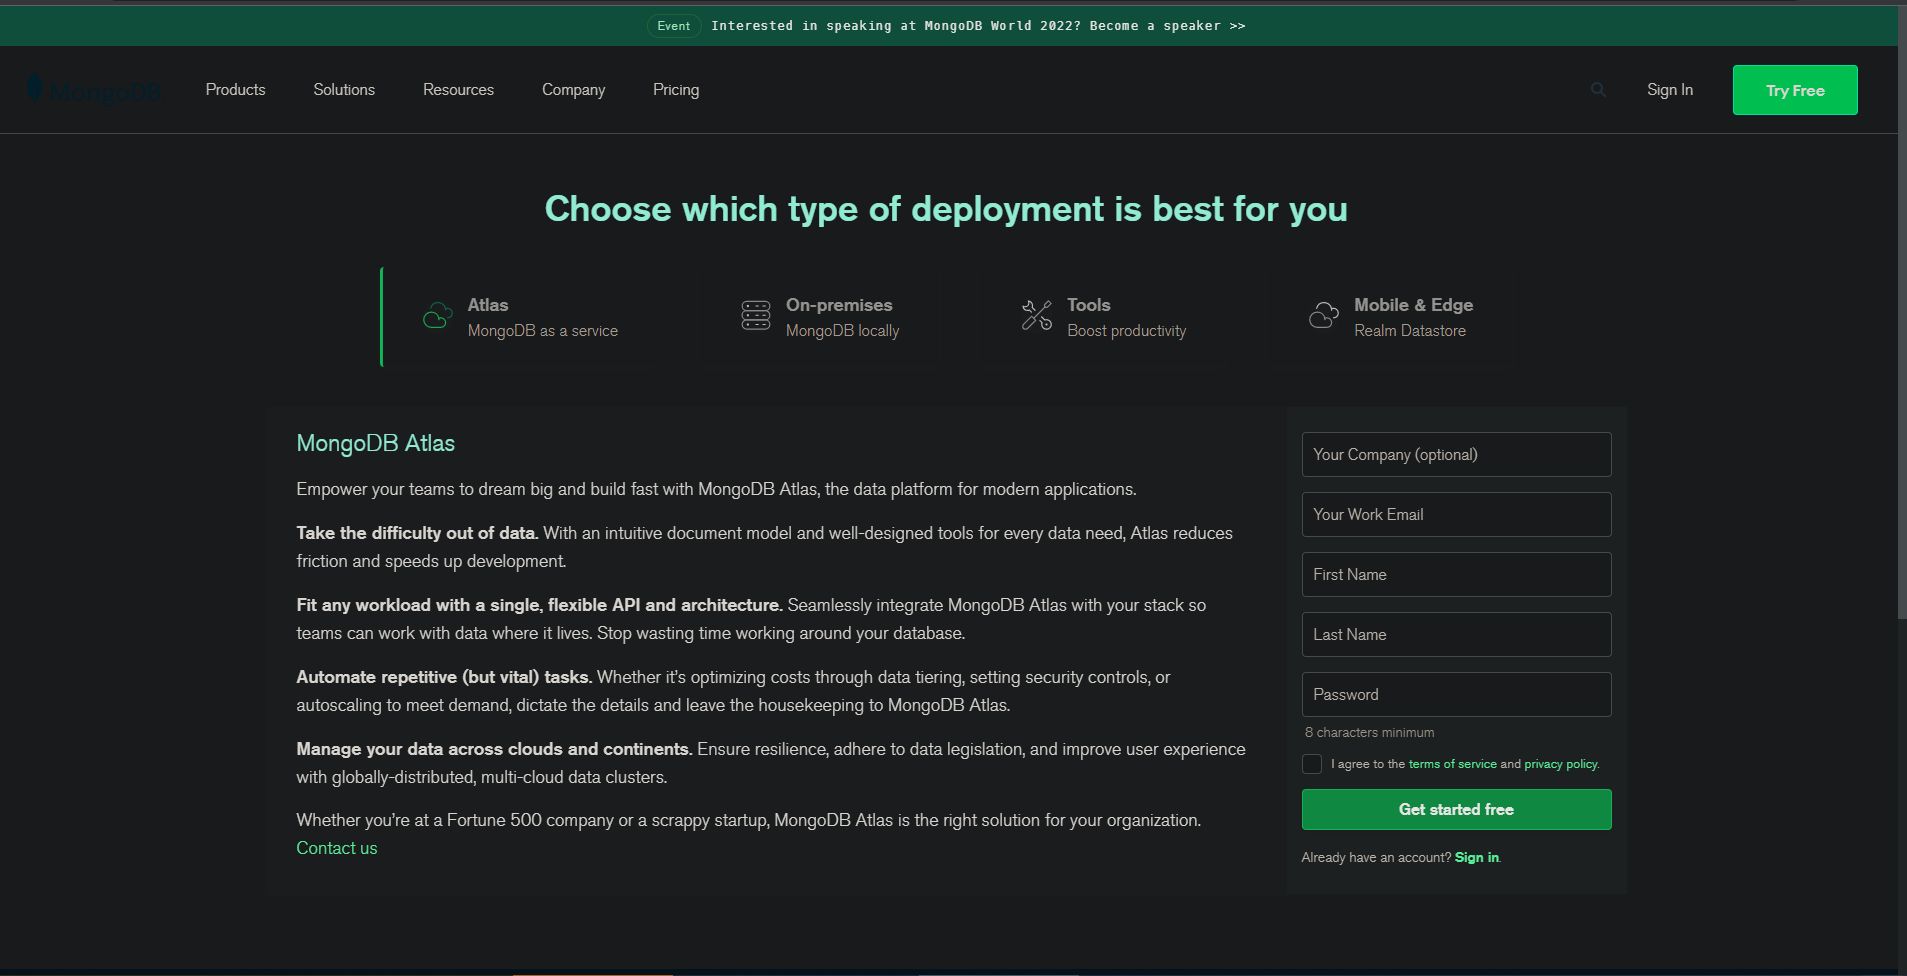 Event Interested in speaking at MongoDB World 2022? Become a speaker >>
MongoDB Products Solutions Resources Company Pricing Sign In Try Free
Choose which type of deployment is best for you
Atlas
MongoDB as a service
On-premises
MongoDB locally
Tools
Boost productivity
Mobile & Edge
Realm Datastore
MongoDB Atlas
Empower your teams to dream big and build fast with MongoDB Atlas, the data platform for modern applications.
Take the difficulty out of data. With an intuitive document model and well-designed tools for every data need, Atlas reduces
friction and speeds up development.
Fit any workload with a single, flexible API and architecture. Seamlessly integrate MongoDB Atlas with your stack so
teams can work with data where it lives. Stop wasting time working around your database.
Automate repetitive (but vital) tasks. Whether it’s optimizing costs through data tiering, setting security controls, or
autoscaling to meet demand, dictate the details and leave the housekeeping to MongoDB Atlas.
Manage your data across clouds and continents. Ensure resilience, adhere to data legislation, and improve user experience
with globally-distributed, multi-cloud data clusters.
Whether you’re at a Fortune 500 company or a scrappy startup, MongoDB Atlas is the right solution for your organization.
Contact us
Your Company (optional)
Your Work Email
First Name
Last Name
Password
8 characters minimum
I agree to the terms of service and privacy policy.
Get started free
Already have an account? Sign in.